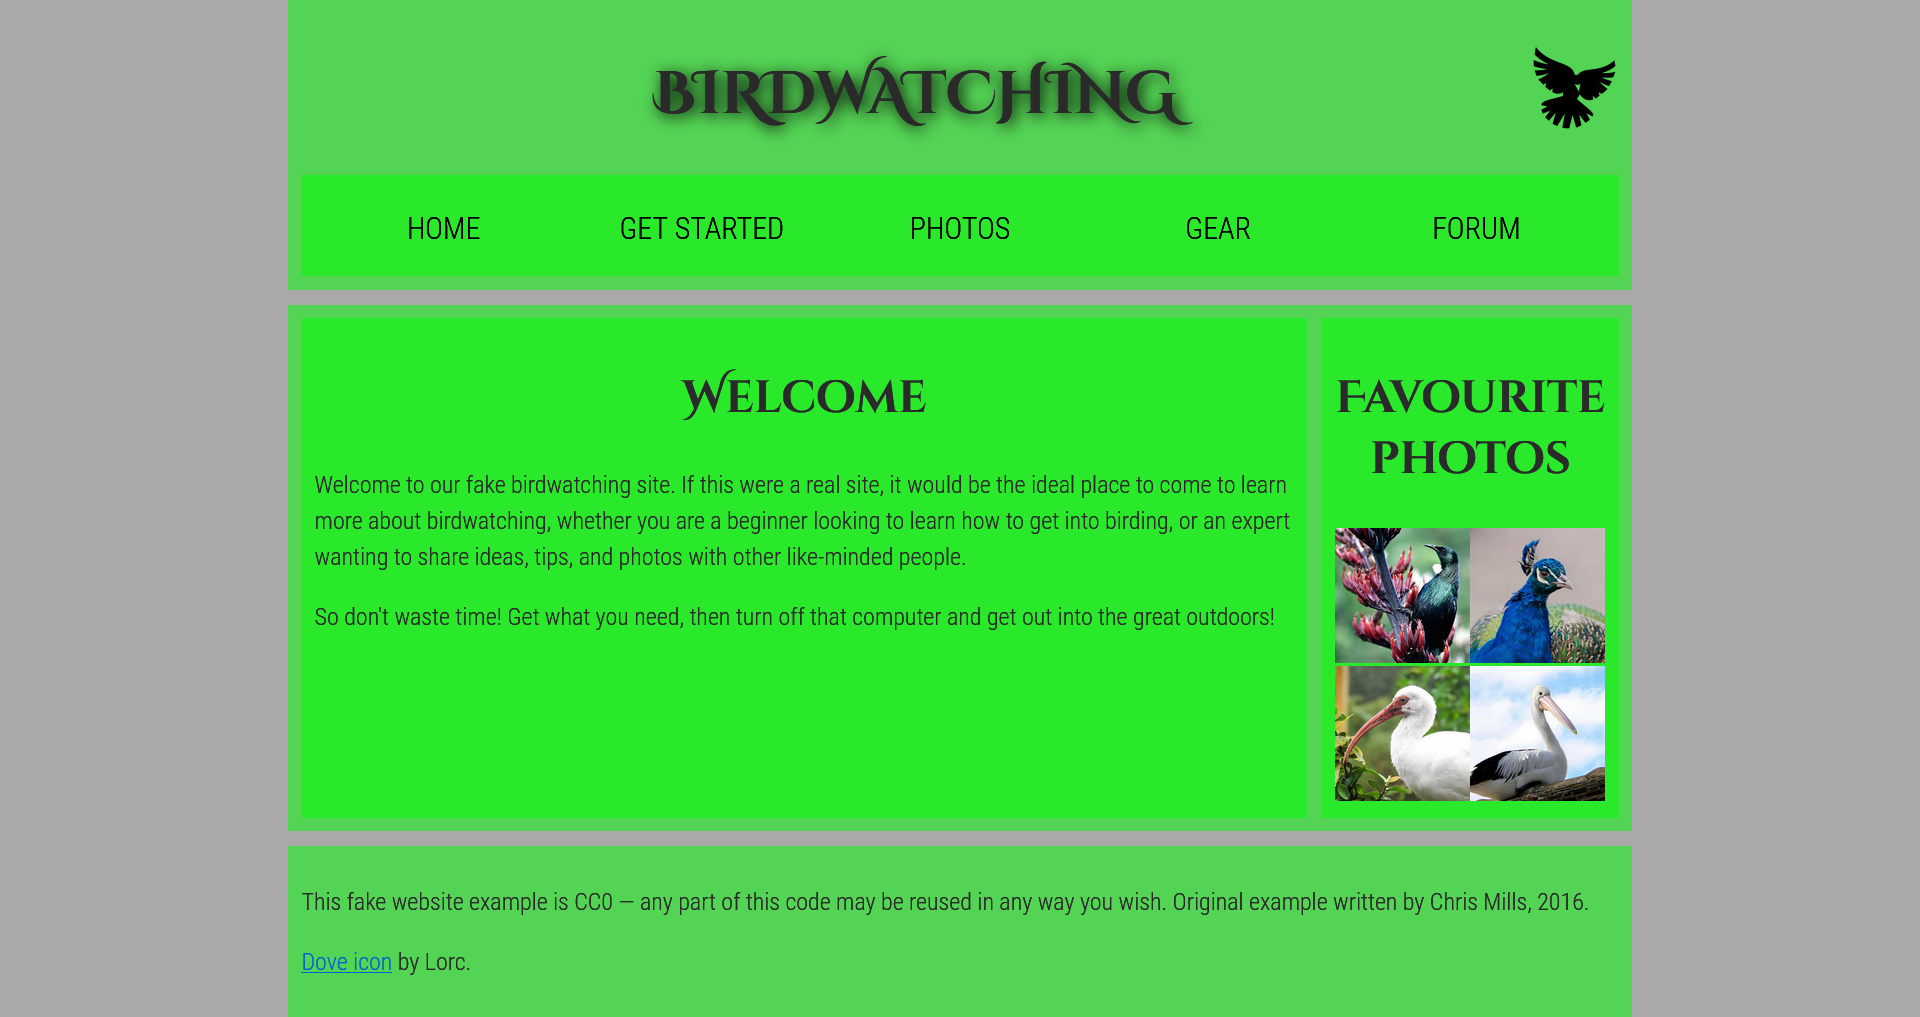 BIRDWATCHING
HOME GET STARTED PHOTOS GEAR FORUM
Welcome
Welcome to our fake birdwatching site. If this were a real site, it would be the ideal place to come to learn
more about birdwatching, whether you are a beginner looking to learn how to get into birding, or an expert
wanting to share ideas, tips, and photos with other like-minded people.
So don't waste time! Get what you need, then turn off that computer and get out into the great outdoors!
Favourite
photos
This fake website example is CC0 — any part of this code may be reused in any way you wish. Original example written by Chris Mills, 2016.
Dove icon by Lorc.